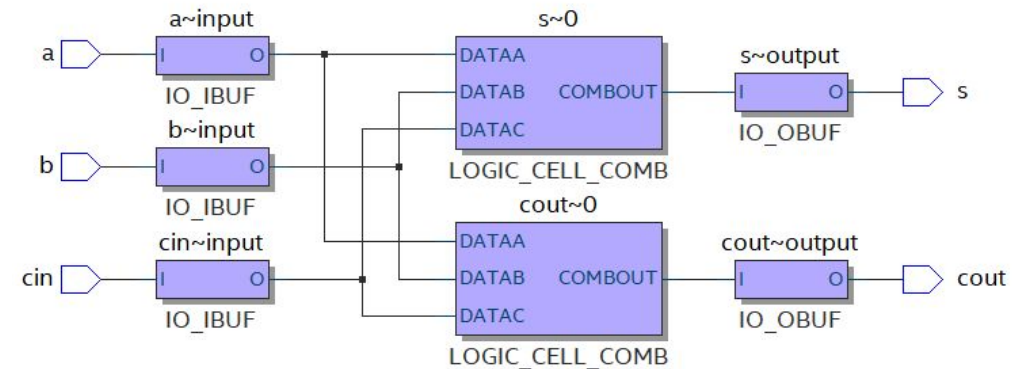 a~input
s~0
a
I
O
DATAA
s~output
IO_IBUF
DATAB
COMBOUT
I
O
s
b~input
DATAC
IO_OBUF
b
I
O
LOGIC_CELL_COMB
IO_IBUF
cout~0
cin~input
DATAA
cout~output
cin
I
O
DATAB
COMBOUT
I
O
cout
IO_IBUF
DATAC
IO_OBUF
LOGIC_CELL_COMB